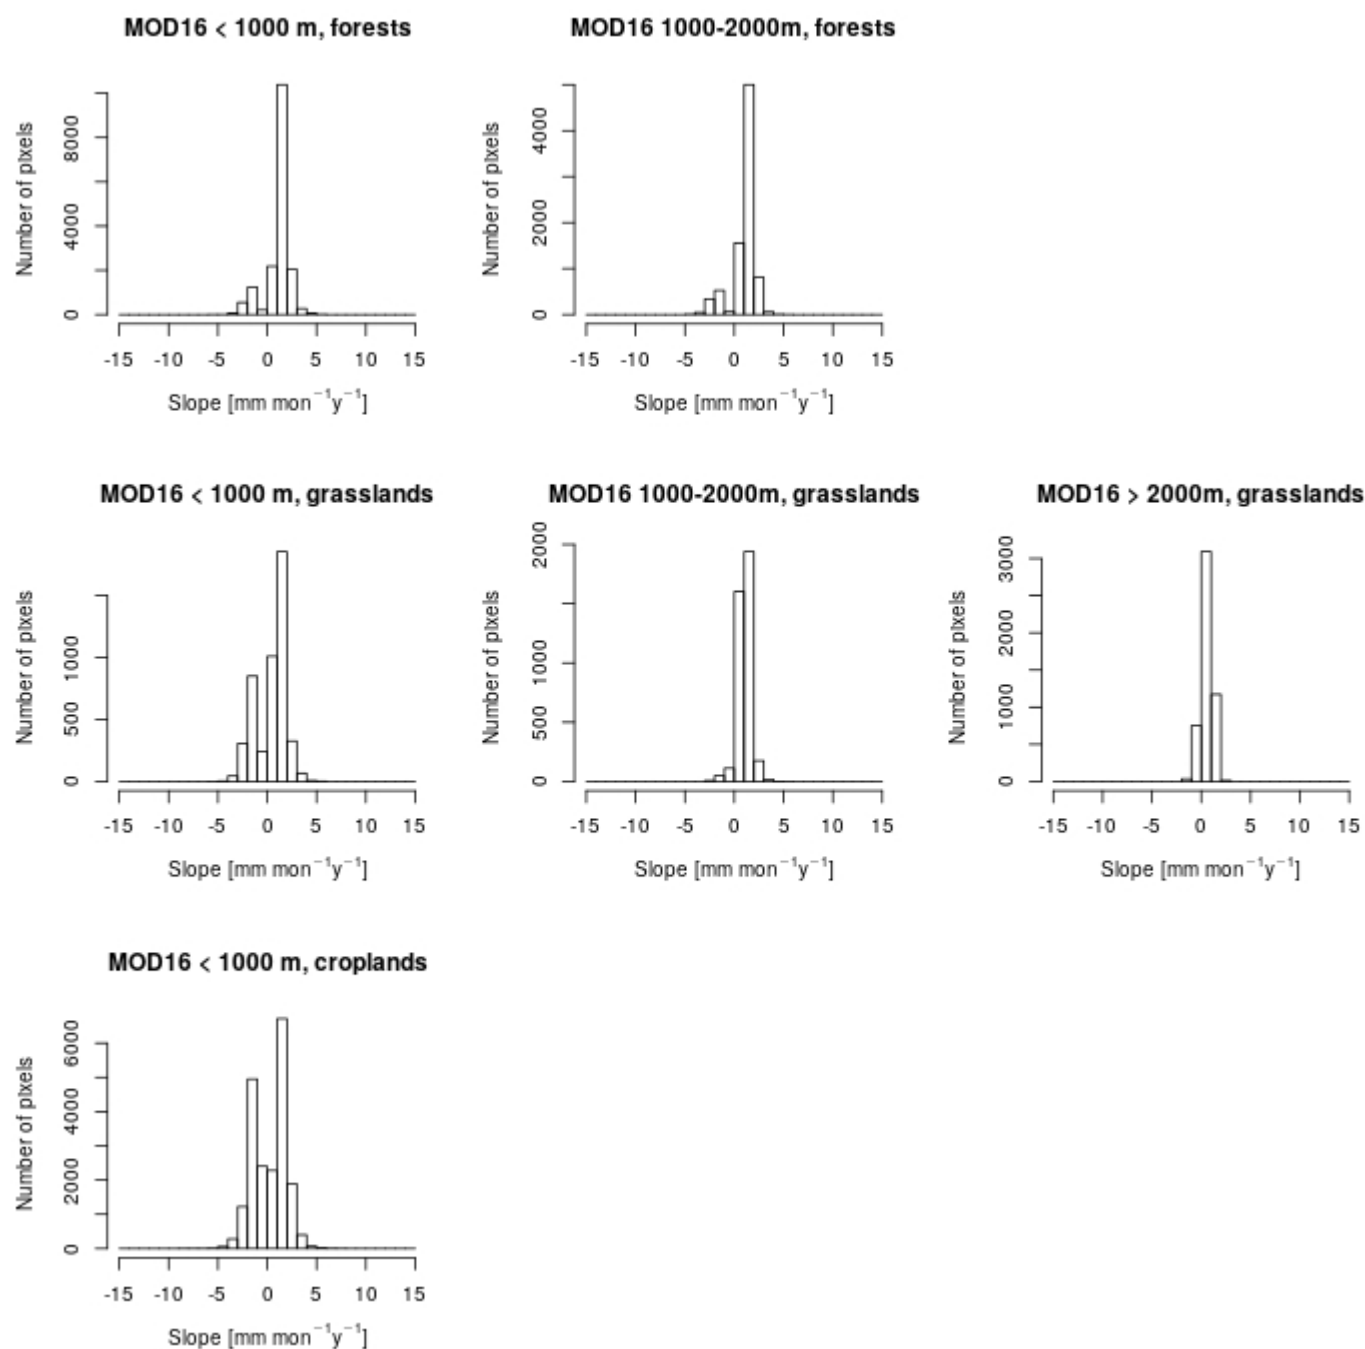 MOD16 < 1000 m, forests
MOD16 1000-2000m, forests
Number of pixels
0
4000
8000
-15 -10 -5 0 5 10 15
Slope [mm mon⁻¹y⁻¹]
Number of pixels
0
2000
4000
-15 -10 -5 0 5 10 15
Slope [mm mon⁻¹y⁻¹]
MOD16 < 1000 m, grasslands
MOD16 1000-2000m, grasslands
MOD16 > 2000m, grasslands
Number of pixels
0
500
1000
-15 -10 -5 0 5 10 15
Slope [mm mon⁻¹y⁻¹]
Number of pixels
0
500
1000
2000
-15 -10 -5 0 5 10 15
Slope [mm mon⁻¹y⁻¹]
Number of pixels
0
1000
2000
3000
-15 -10 -5 0 5 10 15
Slope [mm mon⁻¹y⁻¹]
MOD16 < 1000 m, croplands
Number of pixels
0
2000
4000
6000
-15 -10 -5 0 5 10 15
Slope [mm mon⁻¹y⁻¹]